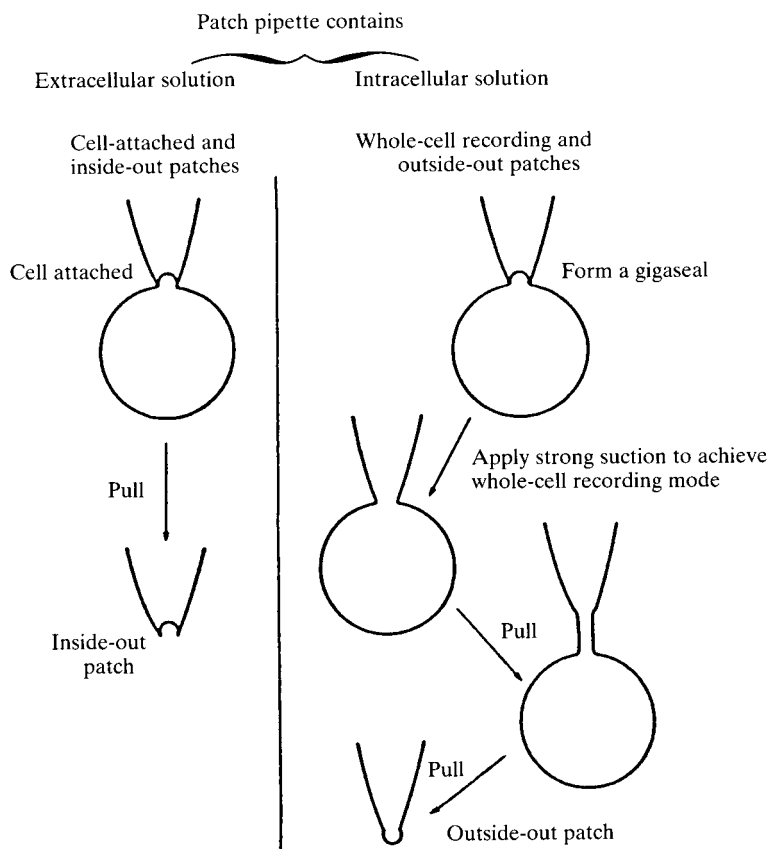 Patch pipette contains
Extracellular solution
Intracellular solution
Cell-attached and
inside-out patches
Whole-cell recording and
outside-out patches
Cell attached
Form a gigaseal
Pull
Apply strong suction to achieve
whole-cell recording mode
Inside-out
patch
Pull
Pull
Outside-out patch